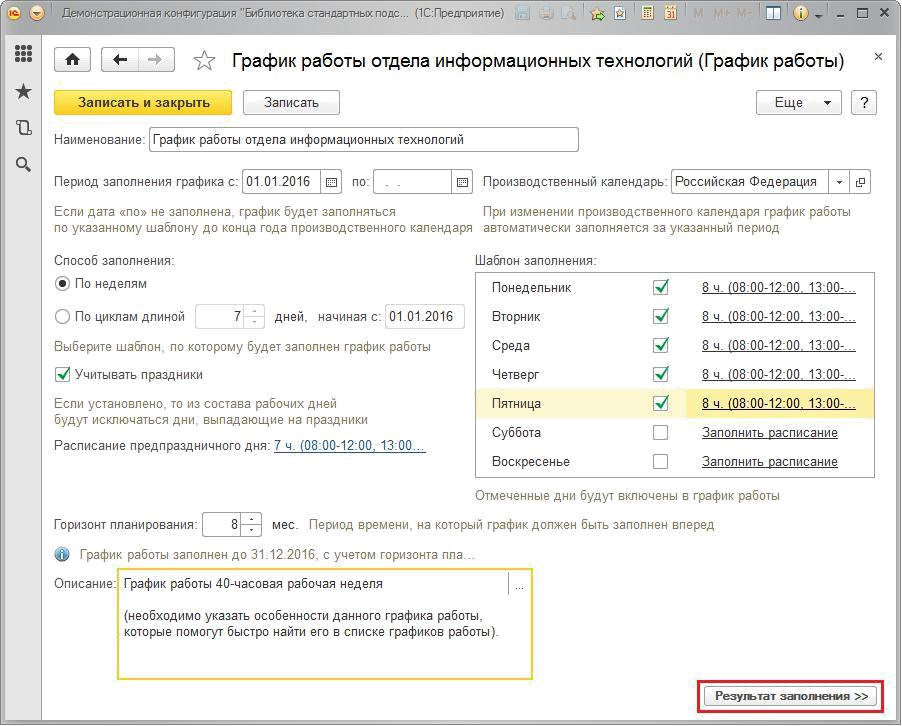 Демонстрационная конфигурация "Библиотека стандартных подс... (1С:Предприятие)
M M+ M-
График работы отдела информационных технологий (График работы)
Записать и закрыть Записать Еще ?
Наименование: График работы отдела информационных технологий
Период заполнения графика с: 01.01.2016 по: . . Производственный календарь: Российская Федерация
Если дата «по» не заполнена, график будет заполняться
по указанному шаблону до конца года производственного календаря
При изменении производственного календаря график работы
автоматически заполняется за указанный период
Способ заполнения:
По неделям
По циклам длиной 7 дней, начиная с: 01.01.2016
Выберите шаблон, по которому будет заполнен график работы
Учитывать праздники
Если установлено, то из состава рабочих дней
будут исключаться дни, выпадающие на праздники
Расписание предпраздничного дня: 7 ч. (08:00-12:00, 13:00...
Шаблон заполнения:
Понедельник 8 ч. (08:00-12:00, 13:00-...
Вторник 8 ч. (08:00-12:00, 13:00-...
Среда 8 ч. (08:00-12:00, 13:00-...
Четверг 8 ч. (08:00-12:00, 13:00-...
Пятница 8 ч. (08:00-12:00, 13:00-...
Суббота Заполнить расписание
Воскресенье Заполнить расписание
Отмеченные дни будут включены в график работы
Горизонт планирования: 8 мес. Период времени, на который график должен быть заполнен вперед
График работы заполнен до 31.12.2016, с учетом горизонта пла...
Описание: График работы 40-часовая рабочая неделя ...
(необходимо указать особенности данного графика работы,
которые помогут быстро найти его в списке графиков работы).
Результат заполнения >>